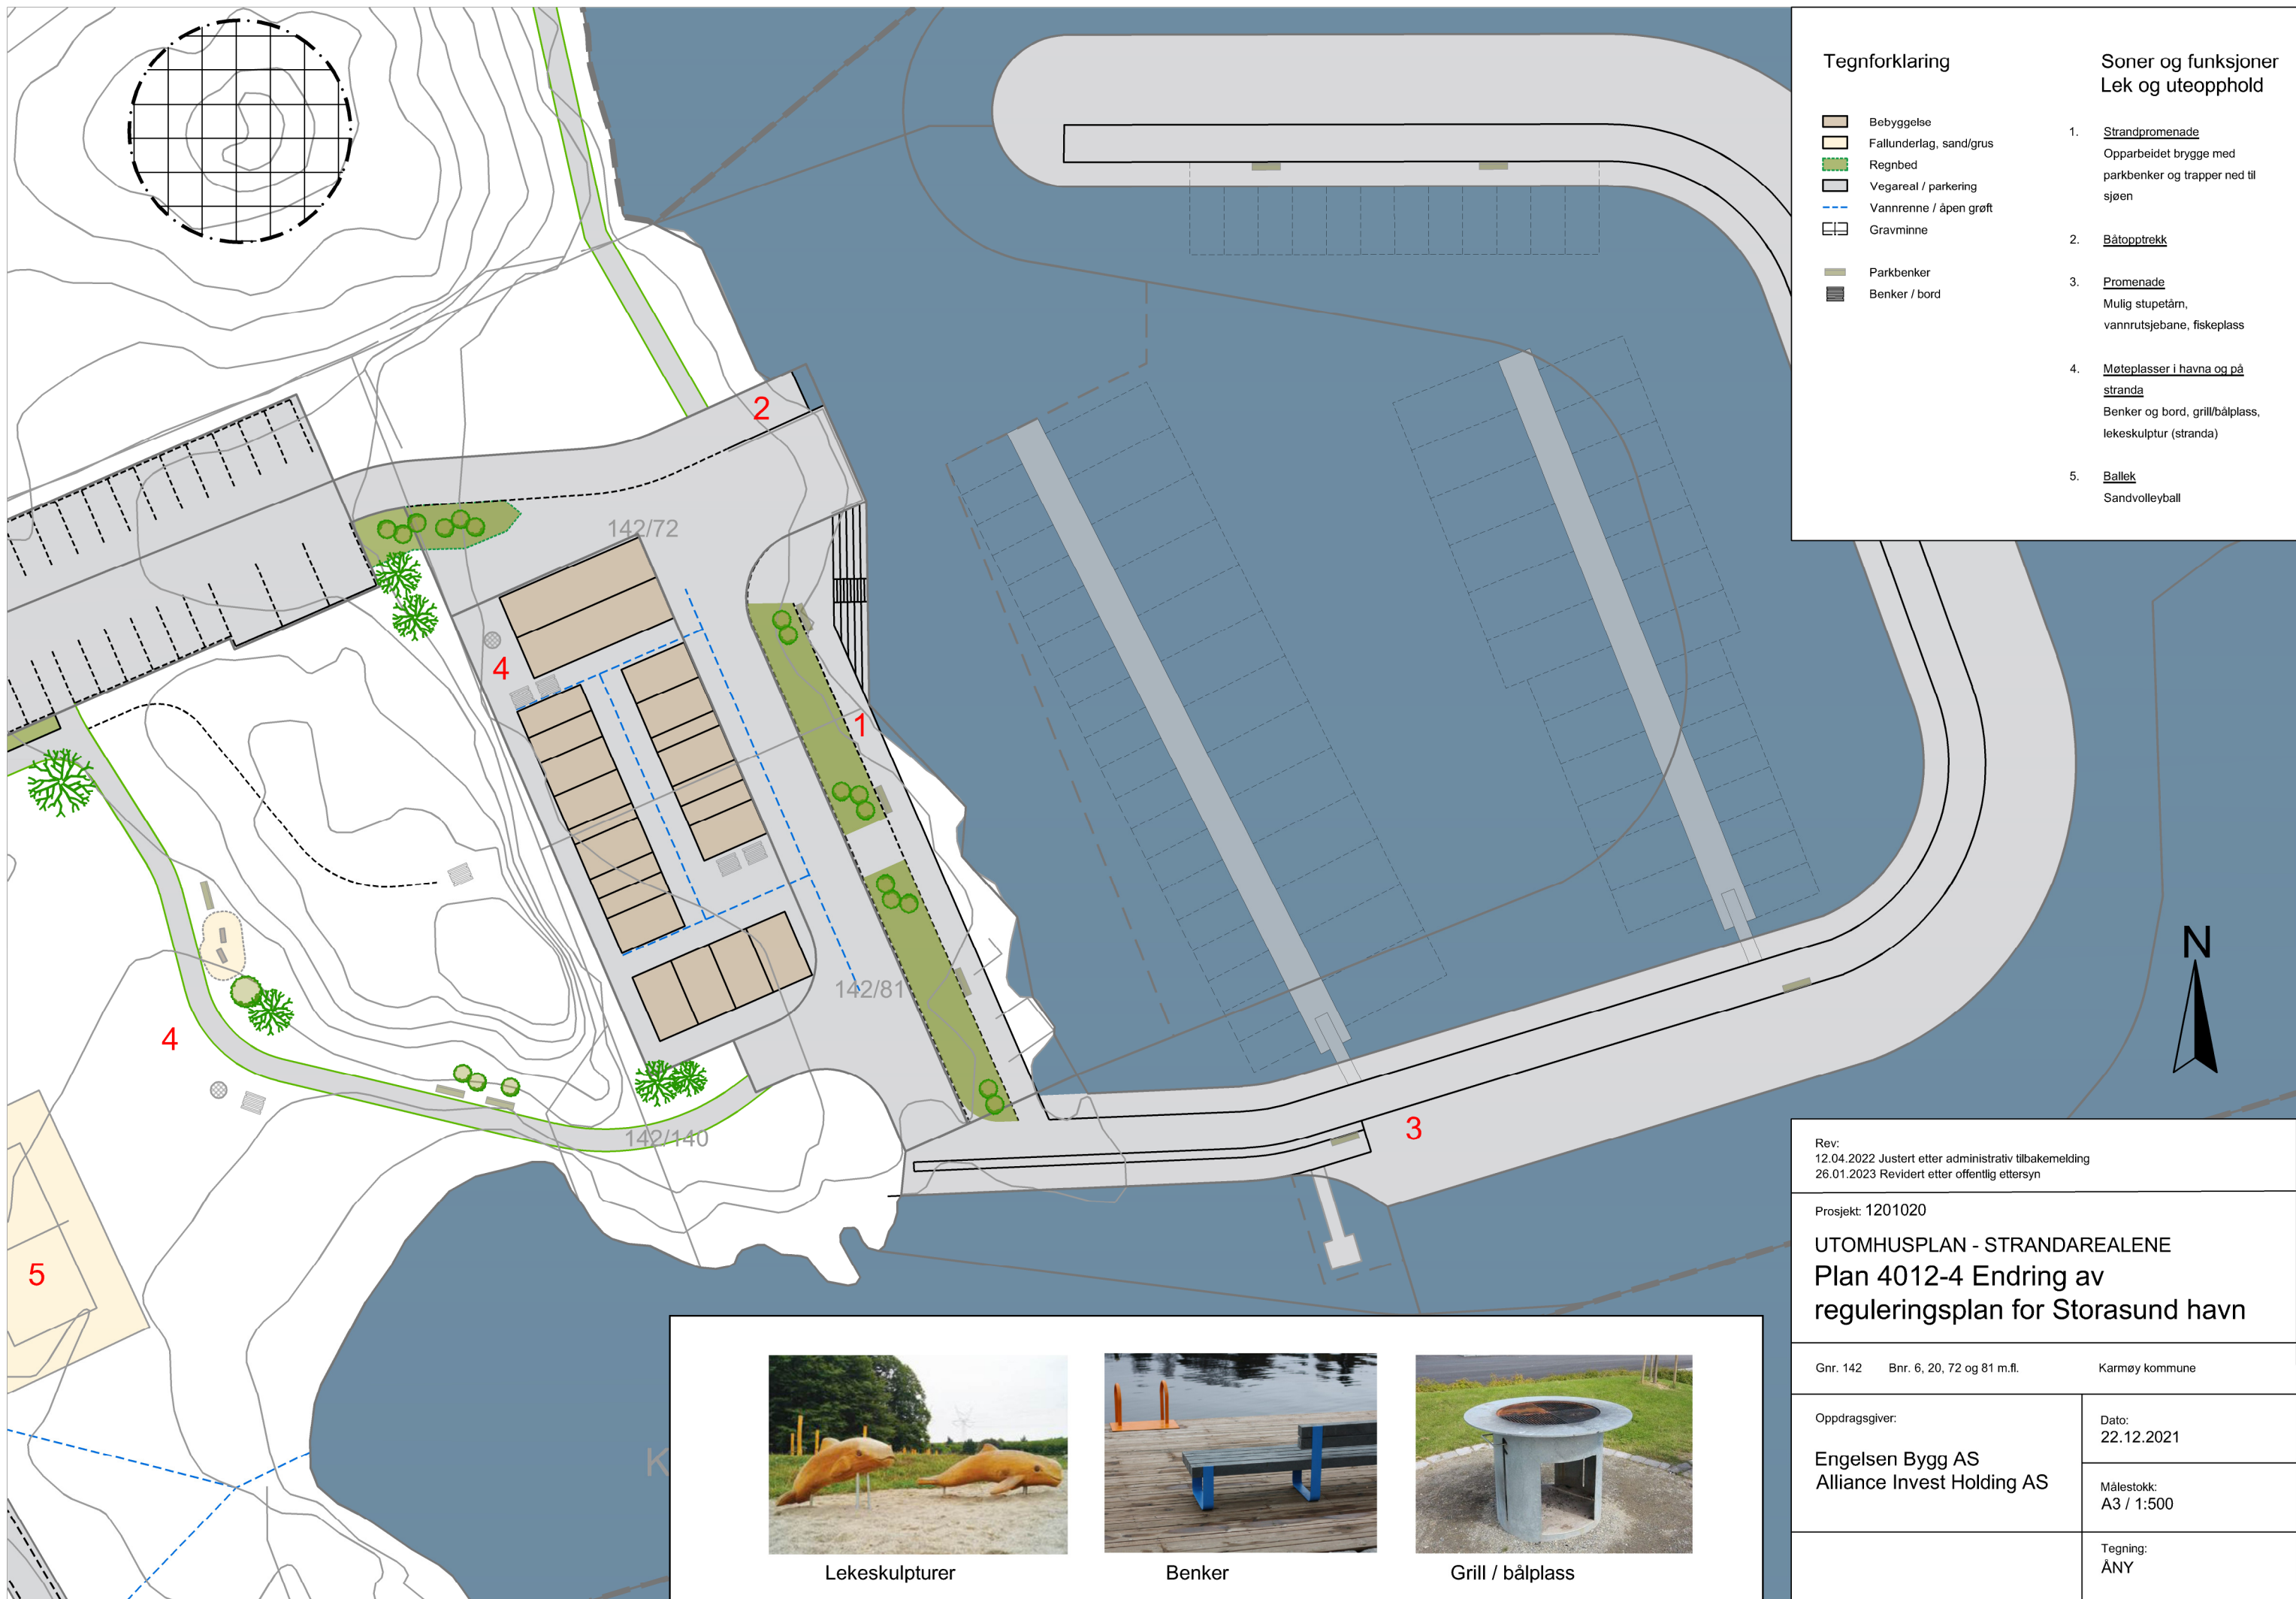 Tegnforklaring
Bebyggelse
Fallunderlag, sand/grus
Regnbed
Vegareal / parkering
Vannrenne / åpen grøft
Gravminne
Parkbenker
Benker / bord
Soner og funksjoner
Lek og uteopphold
1. Strandpromenade
Opparbeidet brygge med
parkbenker og trapper ned til
sjøen
2. Båtopptrekk
3. Promenade
Mulig stupetårn,
vannrutsjebane, fiskeplass
4. Møteplasser i havna og på
stranda
Benker og bord, grill/bålplass,
lekeskulptur (stranda)
5. Ballek
Sandvolleyball
2
142/72
4
1
142/81
4
142/140
3
5
N
K
Lekeskulpturer
Benker
Grill / bålplass
Rev:
12.04.2022 Justert etter administrativ tilbakemelding
26.01.2023 Revidert etter offentlig ettersyn
Prosjekt: 1201020
UTOMHUSPLAN - STRANDAREALENE
Plan 4012-4 Endring av
reguleringsplan for Storasund havn
Gnr. 142 Bnr. 6, 20, 72 og 81 m.fl. Karmøy kommune
Oppdragsgiver:
Engelsen Bygg AS
Alliance Invest Holding AS
Dato:
22.12.2021
Målestokk:
A3 / 1:500
Tegning:
ÅNY